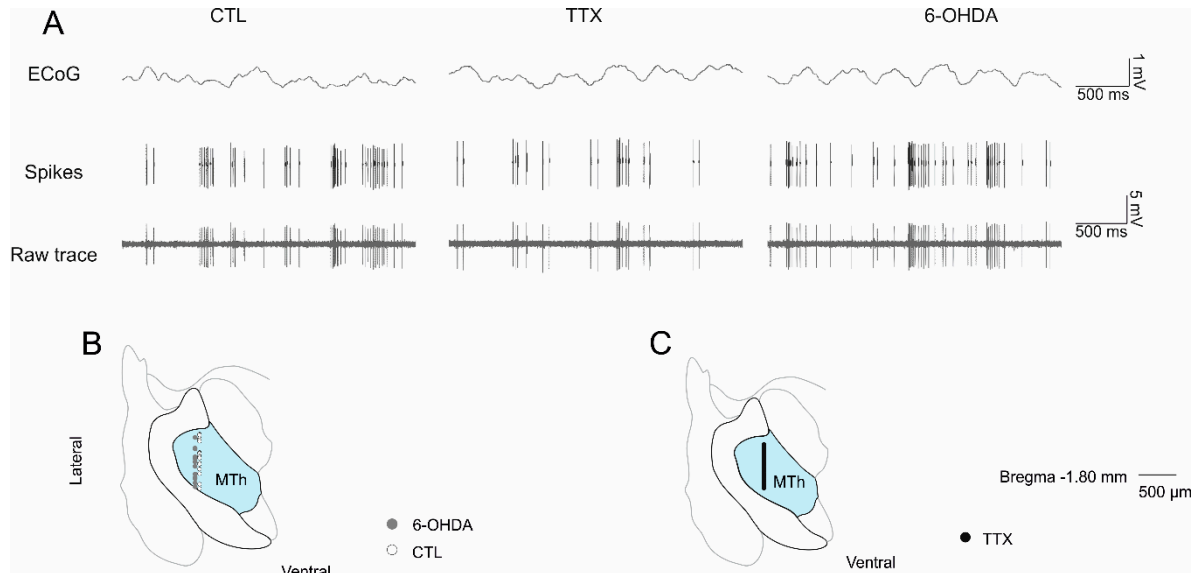 A
CTL TTX 6-OHDA
ECoG
1 mV
500 ms
Spikes
5 mV
500 ms
Raw trace
B C
Lateral
MTh MTh
Bregma -1.80 mm
500 µm
6-OHDA
CTL
TTX
Ventral
Ventral